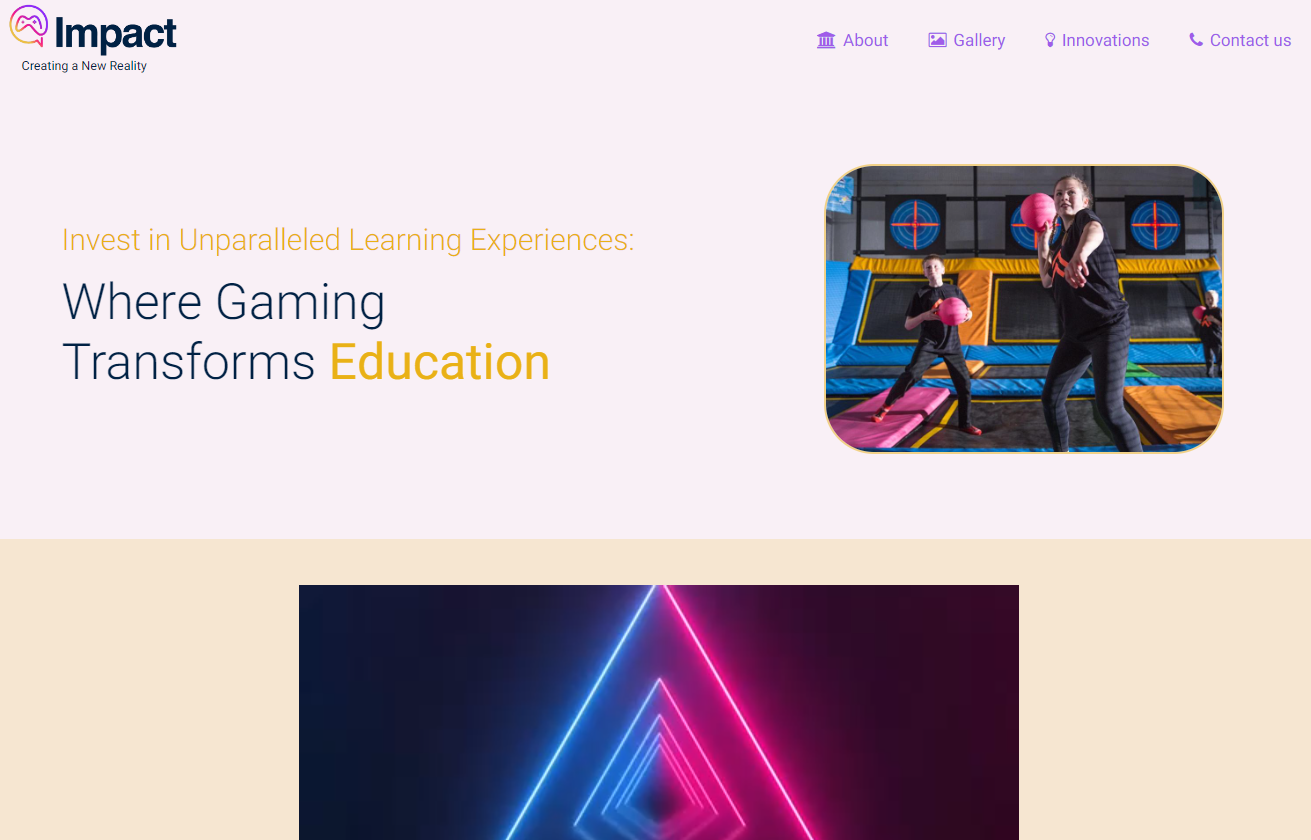 Impact
Creating a New Reality
About
Gallery
Innovations
Contact us
Invest in Unparalleled Learning Experiences:
Where Gaming
Transforms Education